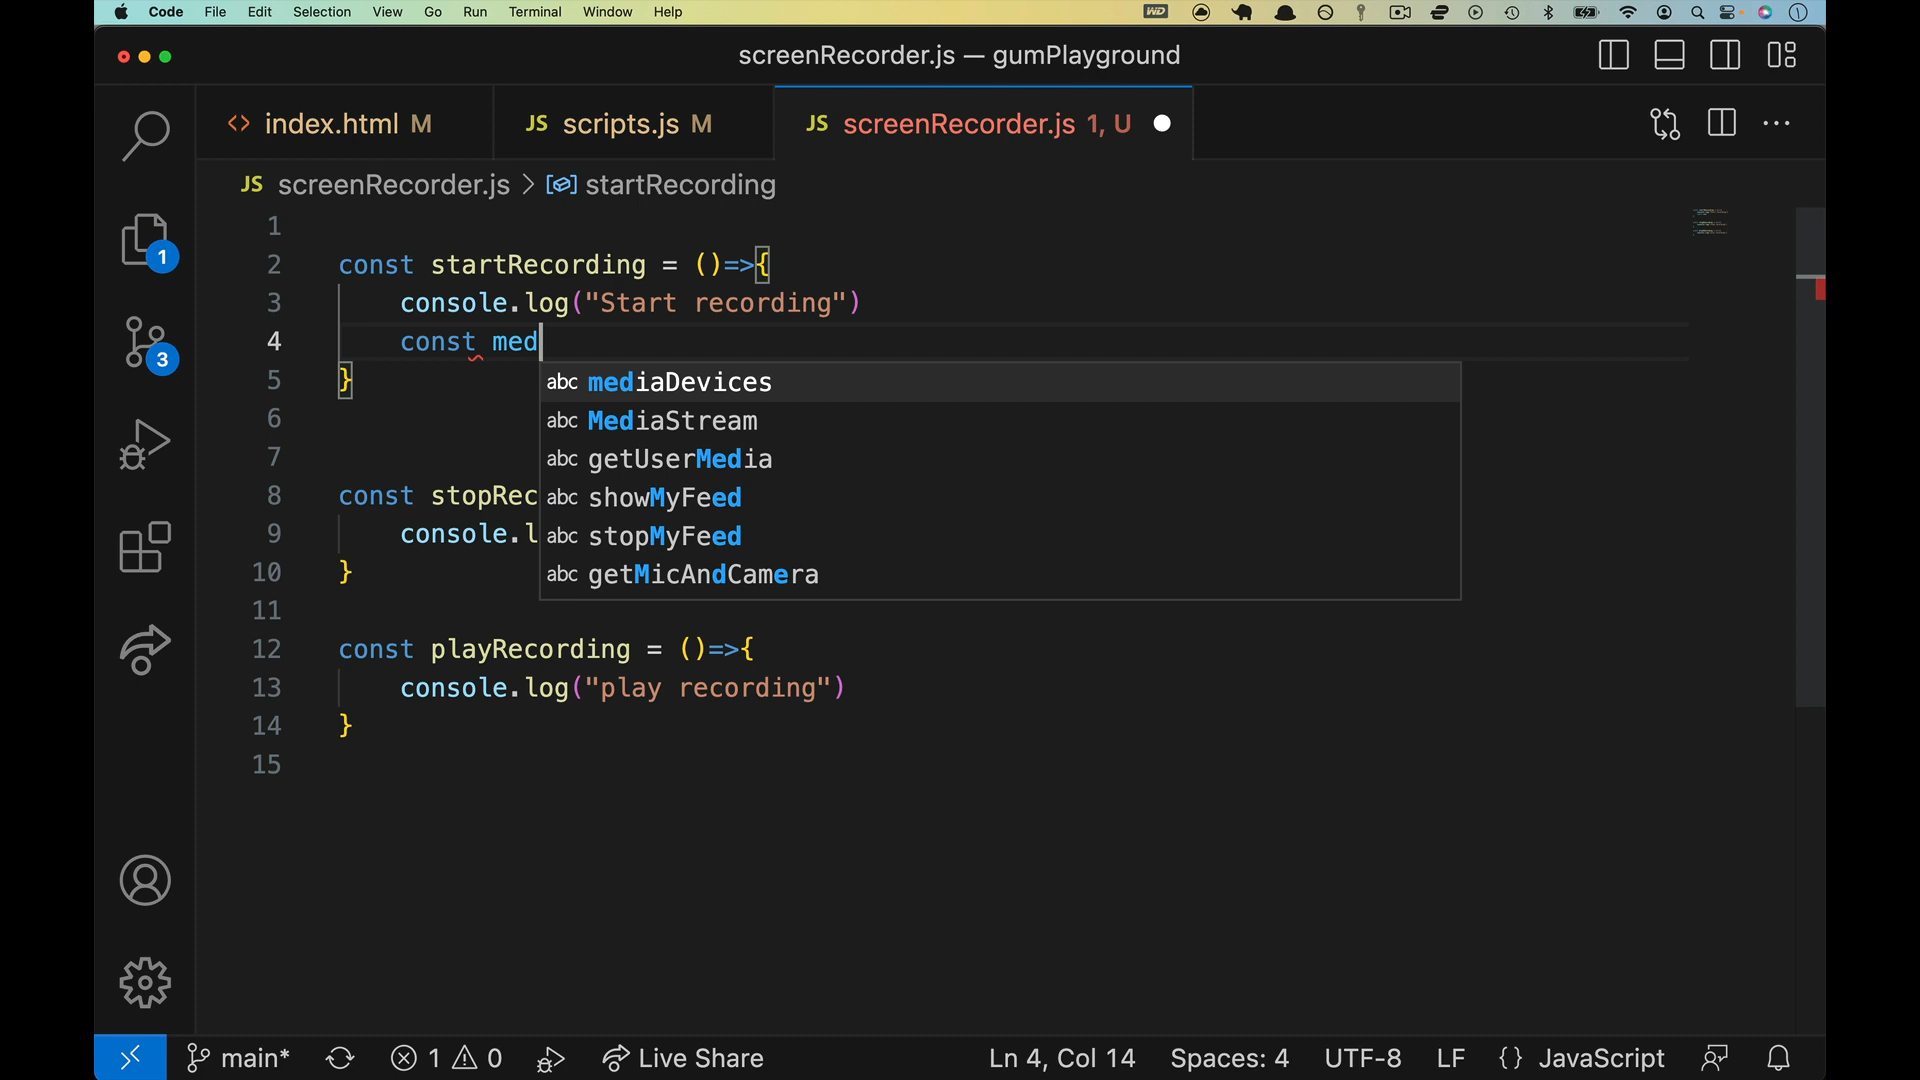 Code File Edit Selection View Go Run Terminal Window Help
screenRecorder.js — gumPlayground
<> index.html M JS scripts.js M JS screenRecorder.js 1, U
JS screenRecorder.js > startRecording
1
2 const startRecording = ()=>{
3 console.log("Start recording")
4 const med
5 }
mediaDevices
abc mediaDevices
abc MediaStream
abc getUserMedia
abc showMyFeed
abc stopMyFeed
abc getMicAndCamera
6
7
8 const stopRec
9 console.l
10 }
11
12 const playRecording = ()=>{
13 console.log("play recording")
14 }
15
1
3
main* 1 0 Live Share Ln 4, Col 14 Spaces: 4 UTF-8 LF {} JavaScript